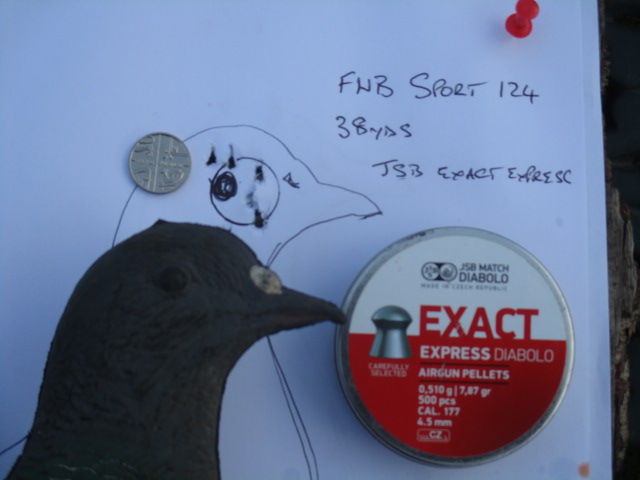 FNB SPORT 124
38YDS
JSB EXACT EXPRESS
JSB MATCH
DIABOLO
MADE IN CZECH REPUBLIC
EXACT
EXPRESS DIABOLO
CAREFULLY
SELECTED
AIRGUN PELLETS
0,510 g | 7,87 gr
500 pcs
CAL. 177
4.5 mm
CZ